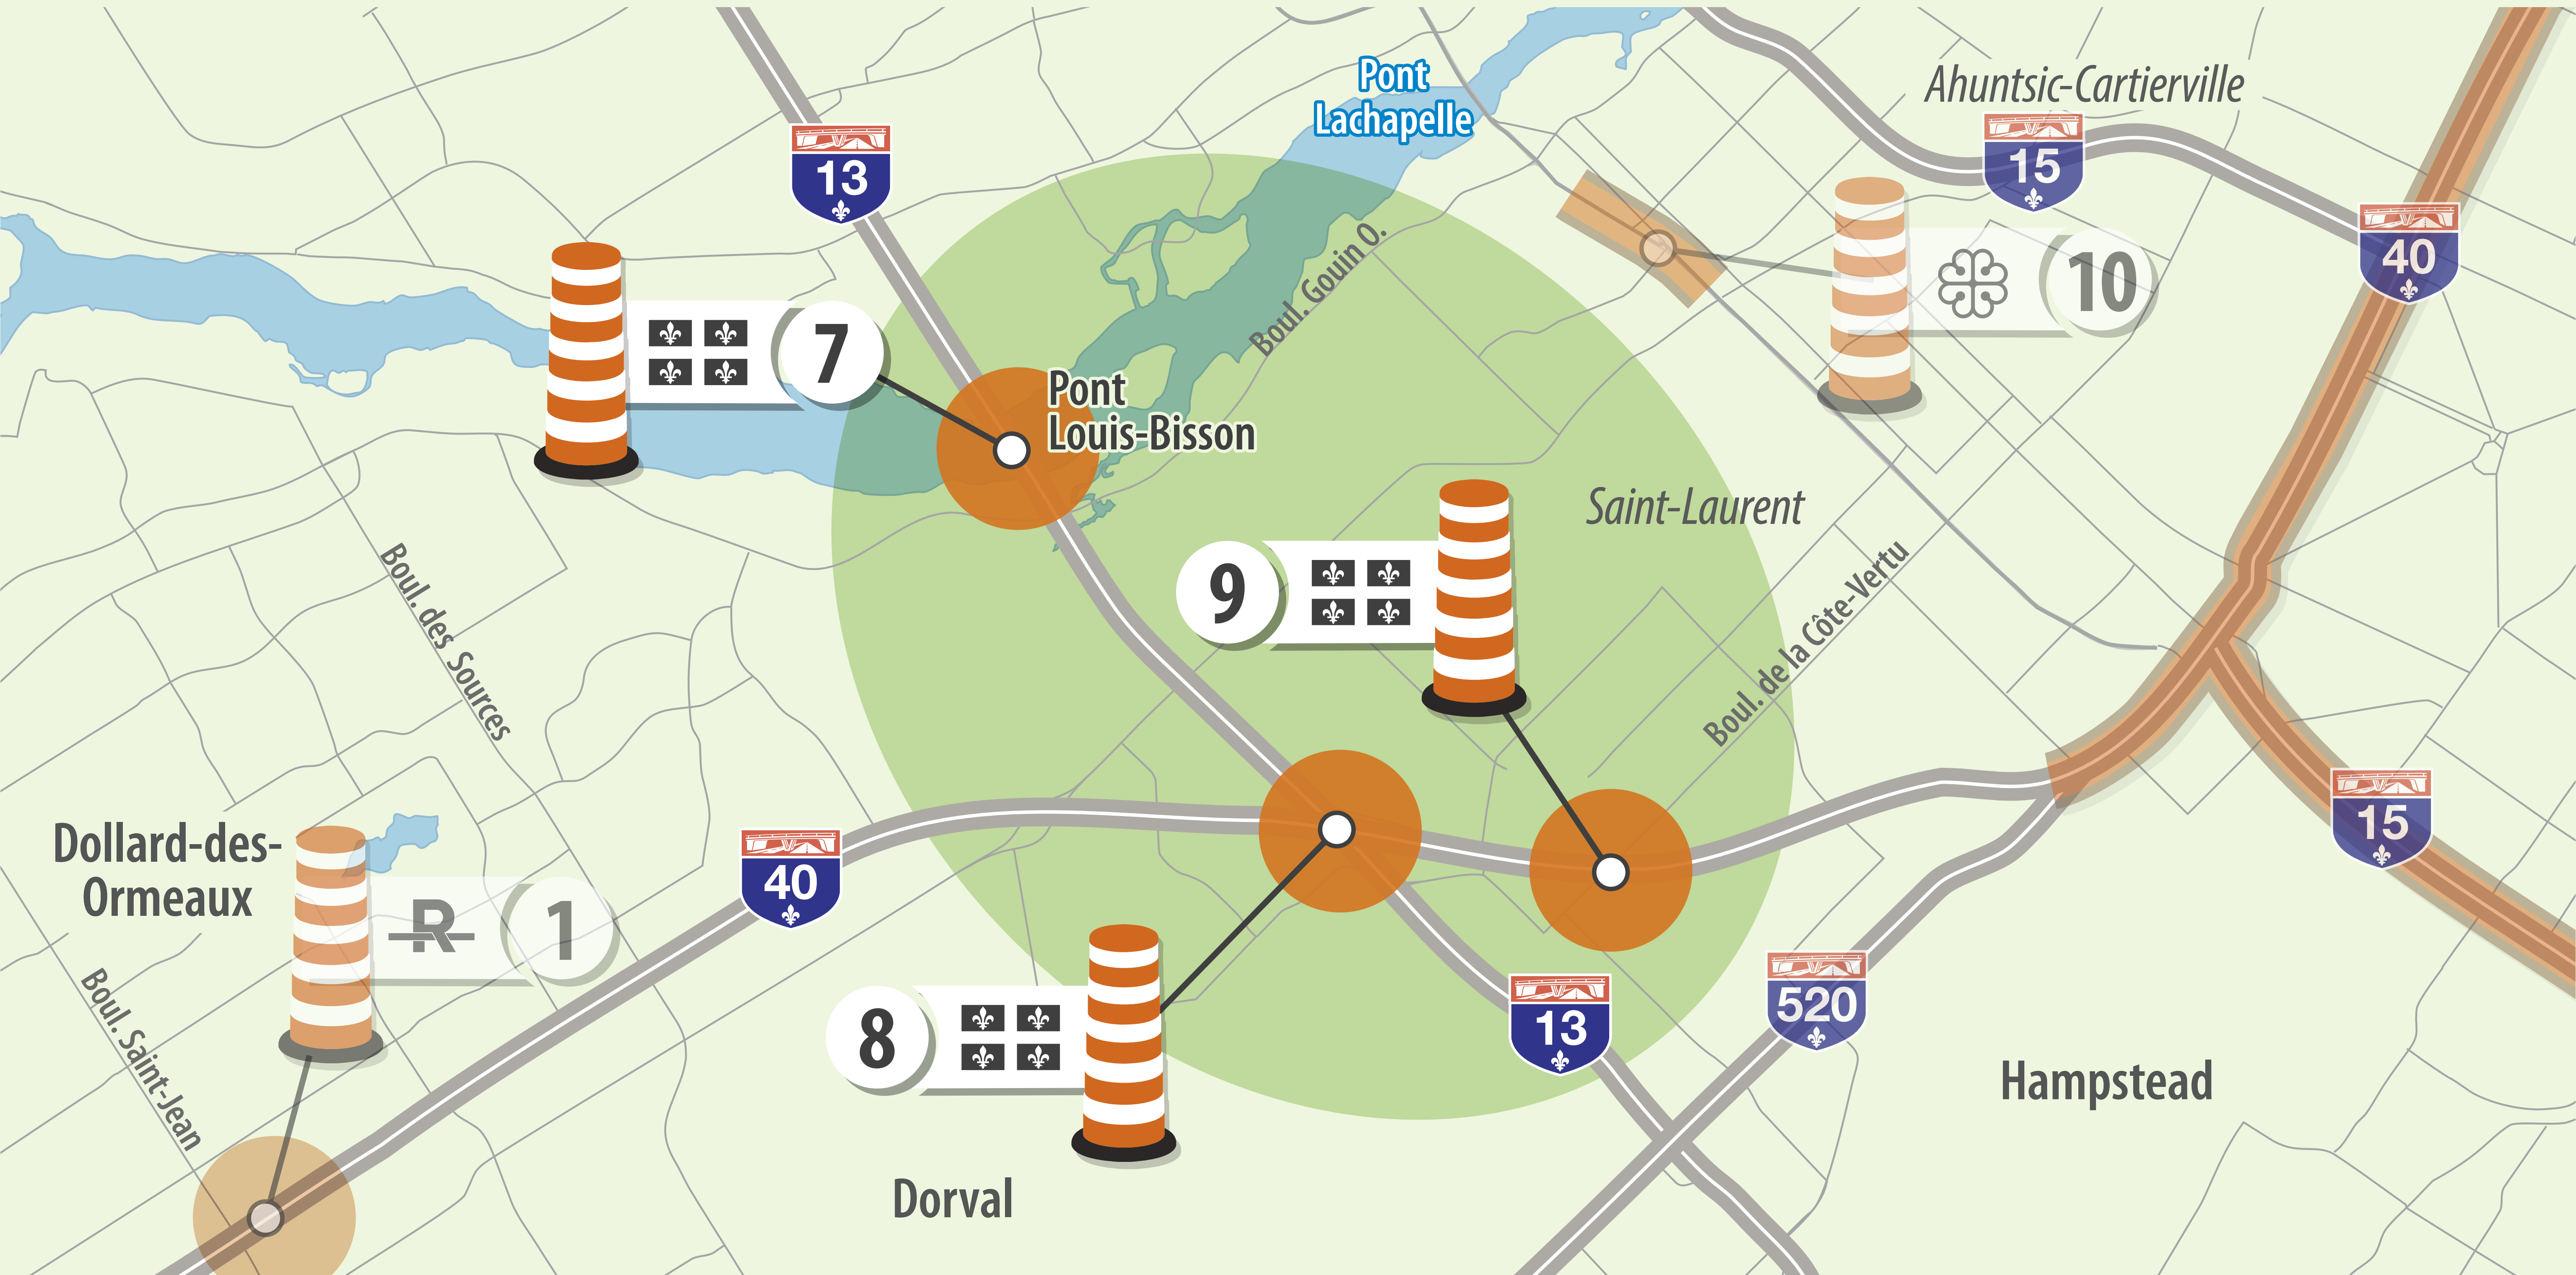 Pont
Lachapelle
Ahuntsic-Cartierville
13
15
40
10
7
Boul. Gouin O.
Pont
Louis-Bisson
Saint-Laurent
9
Boul. des Sources
Boul. de la Côte-Vertu
Dollard-des-
Ormeaux
R
1
40
15
Boul. Saint-Jean
8
13
520
Hampstead
Dorval